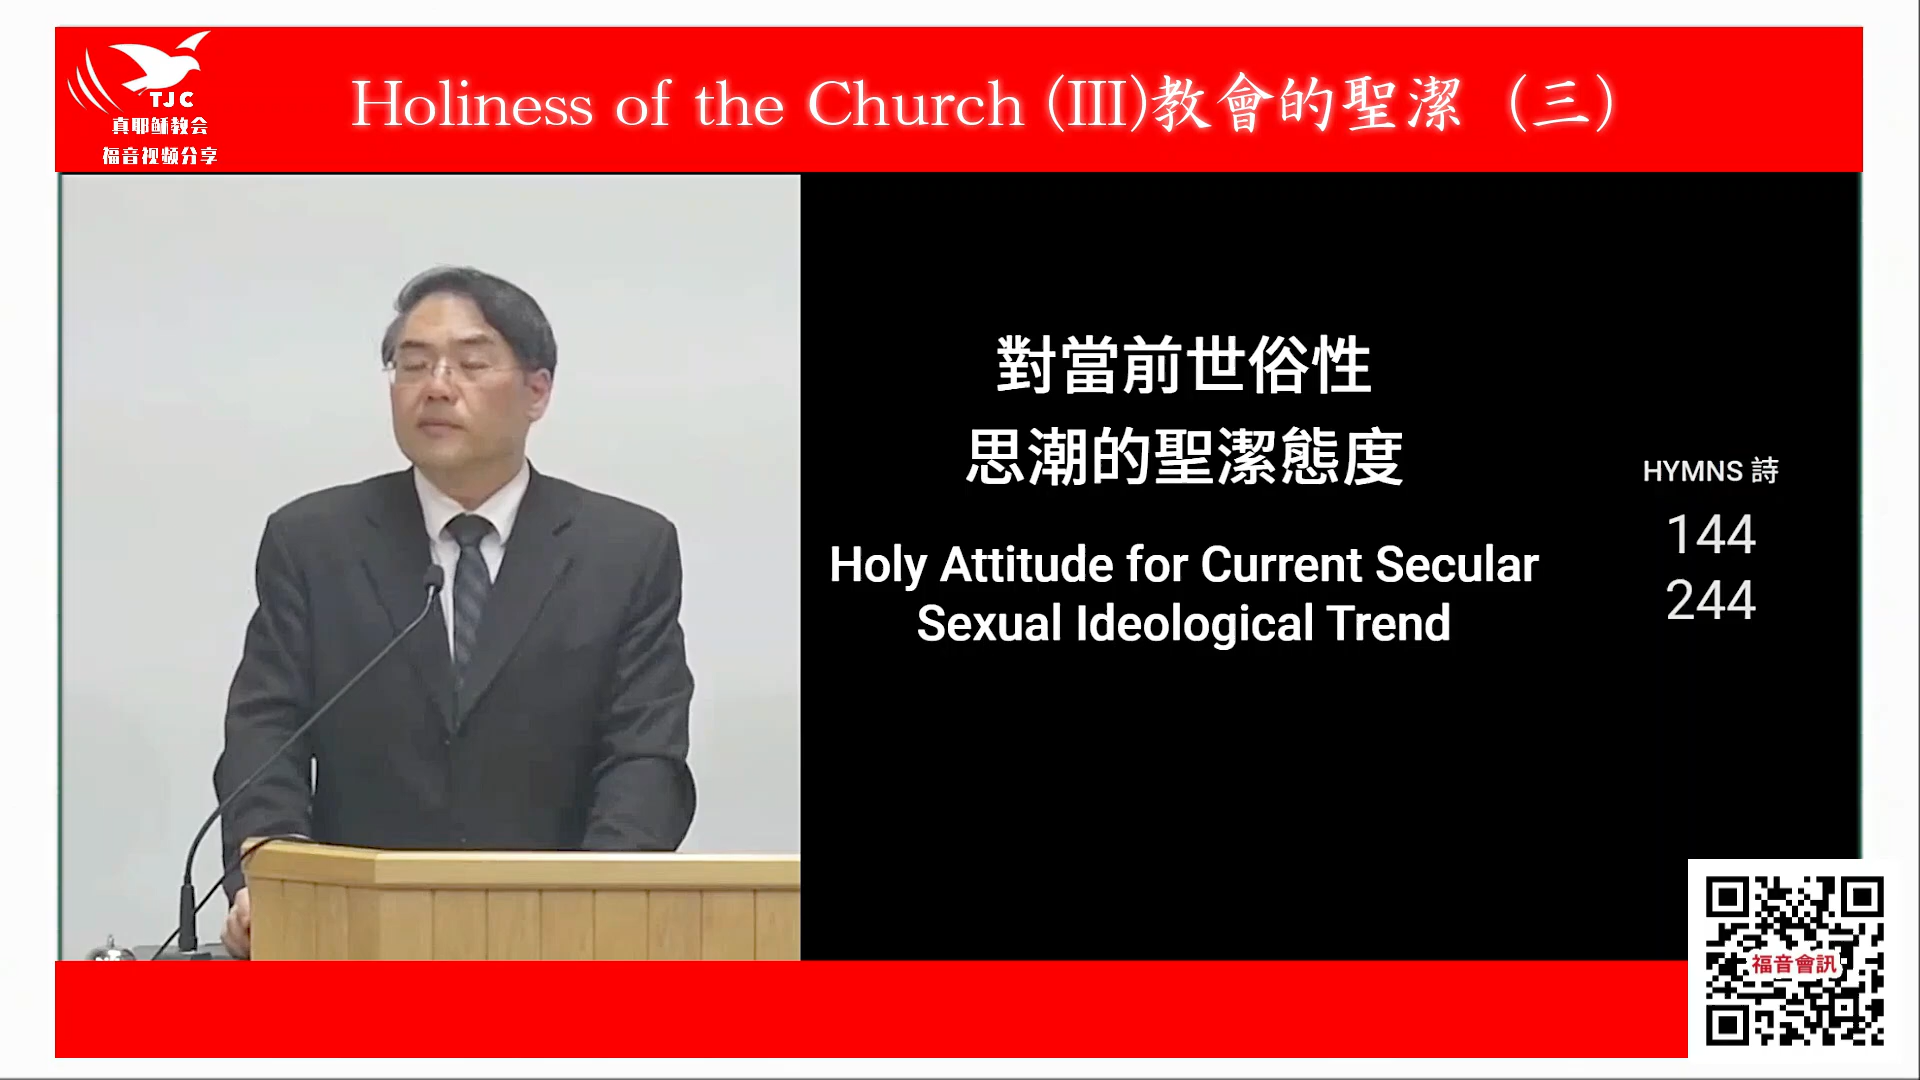 TJC
真耶稣教会
福音视频分享
Holiness of the Church (III)教會的聖潔（三）
對當前世俗性
思潮的聖潔態度
Holy Attitude for Current Secular
Sexual Ideological Trend
HYMNS 詩
144
244
福音會訊